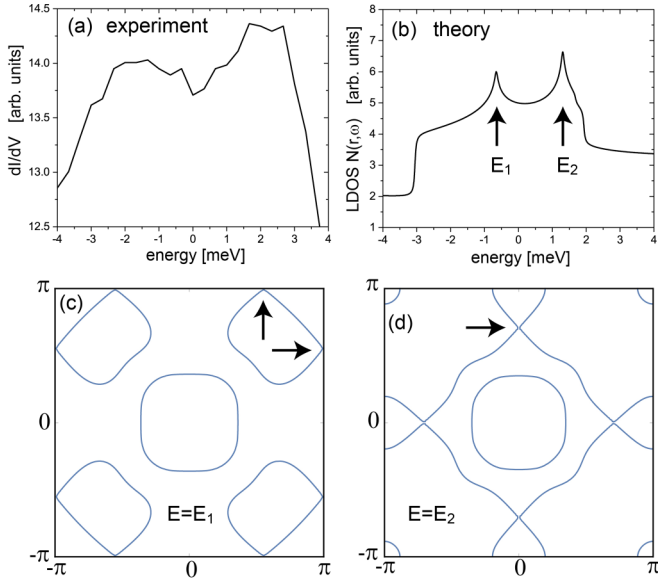 (a) experiment
dI/dV [arb. units]
14.5
14.0
13.5
13.0
12.5
-4 -3 -2 -1 0 1 2 3 4
energy [meV]
(b) theory
LDOS N(r,ω) [arb. units]
8
7
6
5
4
3
2
1
E₁ E₂
-4 -3 -2 -1 0 1 2 3 4
energy [meV]
(c)
π
0
-π
E=E₁
-π 0 π
(d)
π
0
-π
E=E₂
-π 0 π